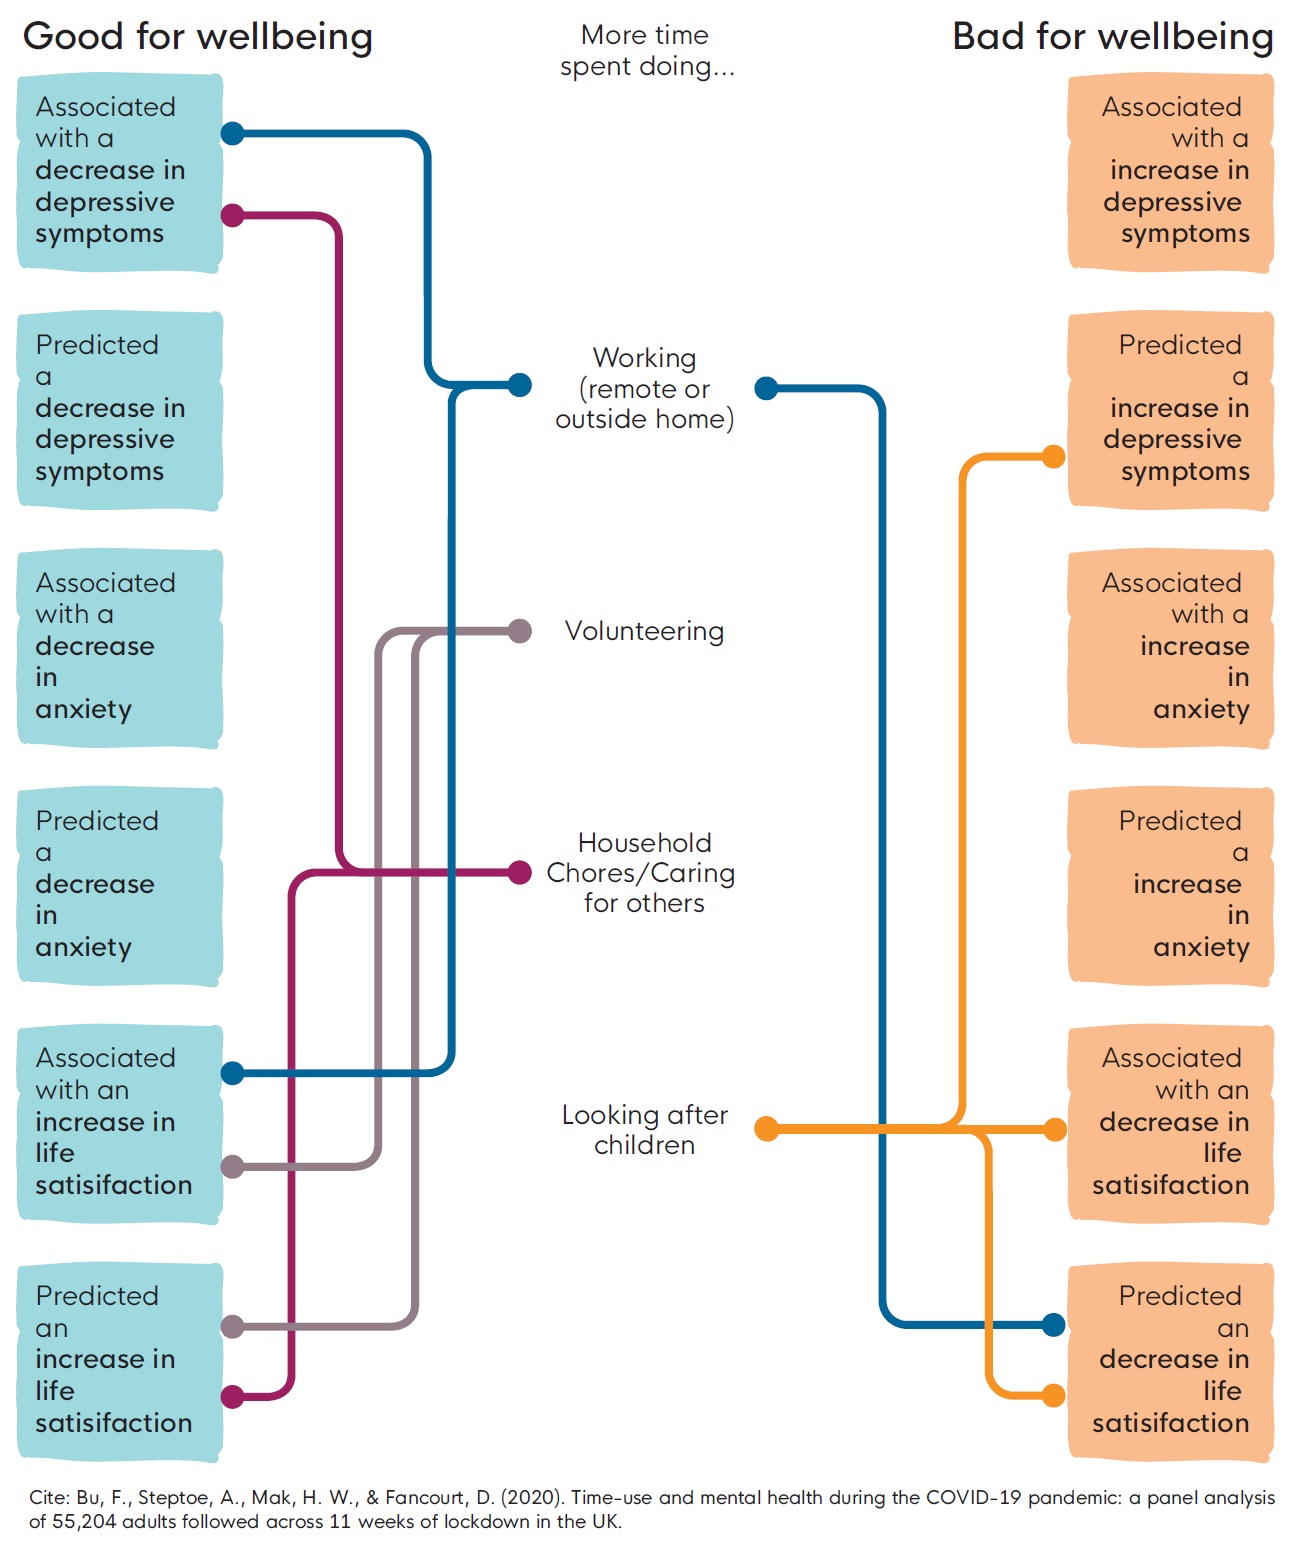 Good for wellbeing
More time
spent doing...
Bad for wellbeing
Associated
with a
decrease in
depressive
symptoms
Predicted
a
decrease in
depressive
symptoms
Associated
with a
decrease
in
anxiety
Predicted
a
decrease
in
anxiety
Associated
with an
increase in
life
satisifaction
Predicted
an
increase in
life
satisifaction
Working
(remote or
outside home)
Volunteering
Household
Chores/Caring
for others
Looking after
children
Associated
with a
increase in
depressive
symptoms
Predicted
a
increase in
depressive
symptoms
Associated
with a
increase
in
anxiety
Predicted
a
increase
in
anxiety
Associated
with an
decrease in
life
satisifaction
Predicted
an
decrease in
life
satisifaction
Cite: Bu, F., Steptoe, A., Mak, H. W., & Fancourt, D. (2020). Time-use and mental health during the COVID-19 pandemic: a panel analysis
of 55,204 adults followed across 11 weeks of lockdown in the UK.